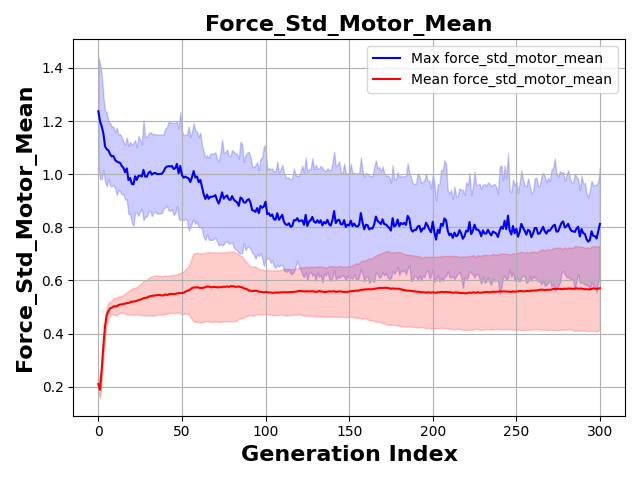 Force_Std_Motor_Mean
Max force_std_motor_mean
Mean force_std_motor_mean
Force_Std_Motor_Mean
1.4
1.2
1.0
0.8
0.6
0.4
0.2
0
50
100
150
200
250
300
Generation Index